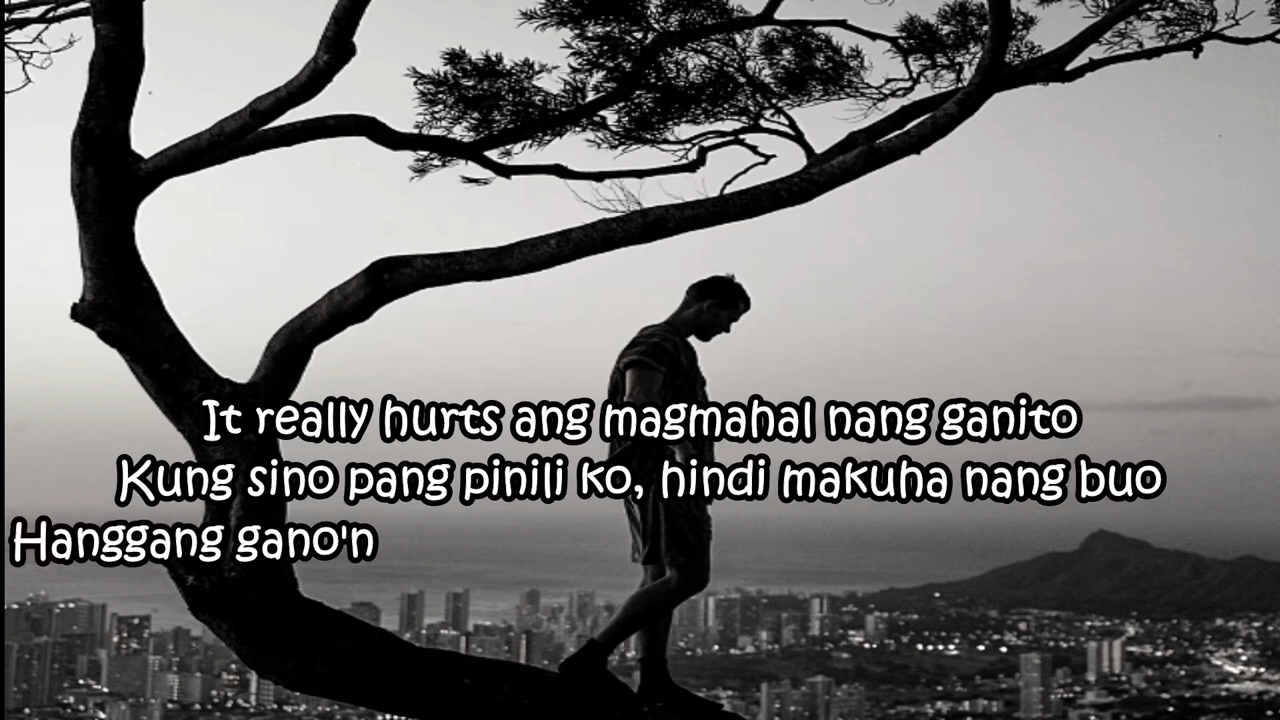 It really hurts ang magmahal nang ganito
Kung sino pang pinili ko, hindi makuha nang buo
Hanggang gano'n